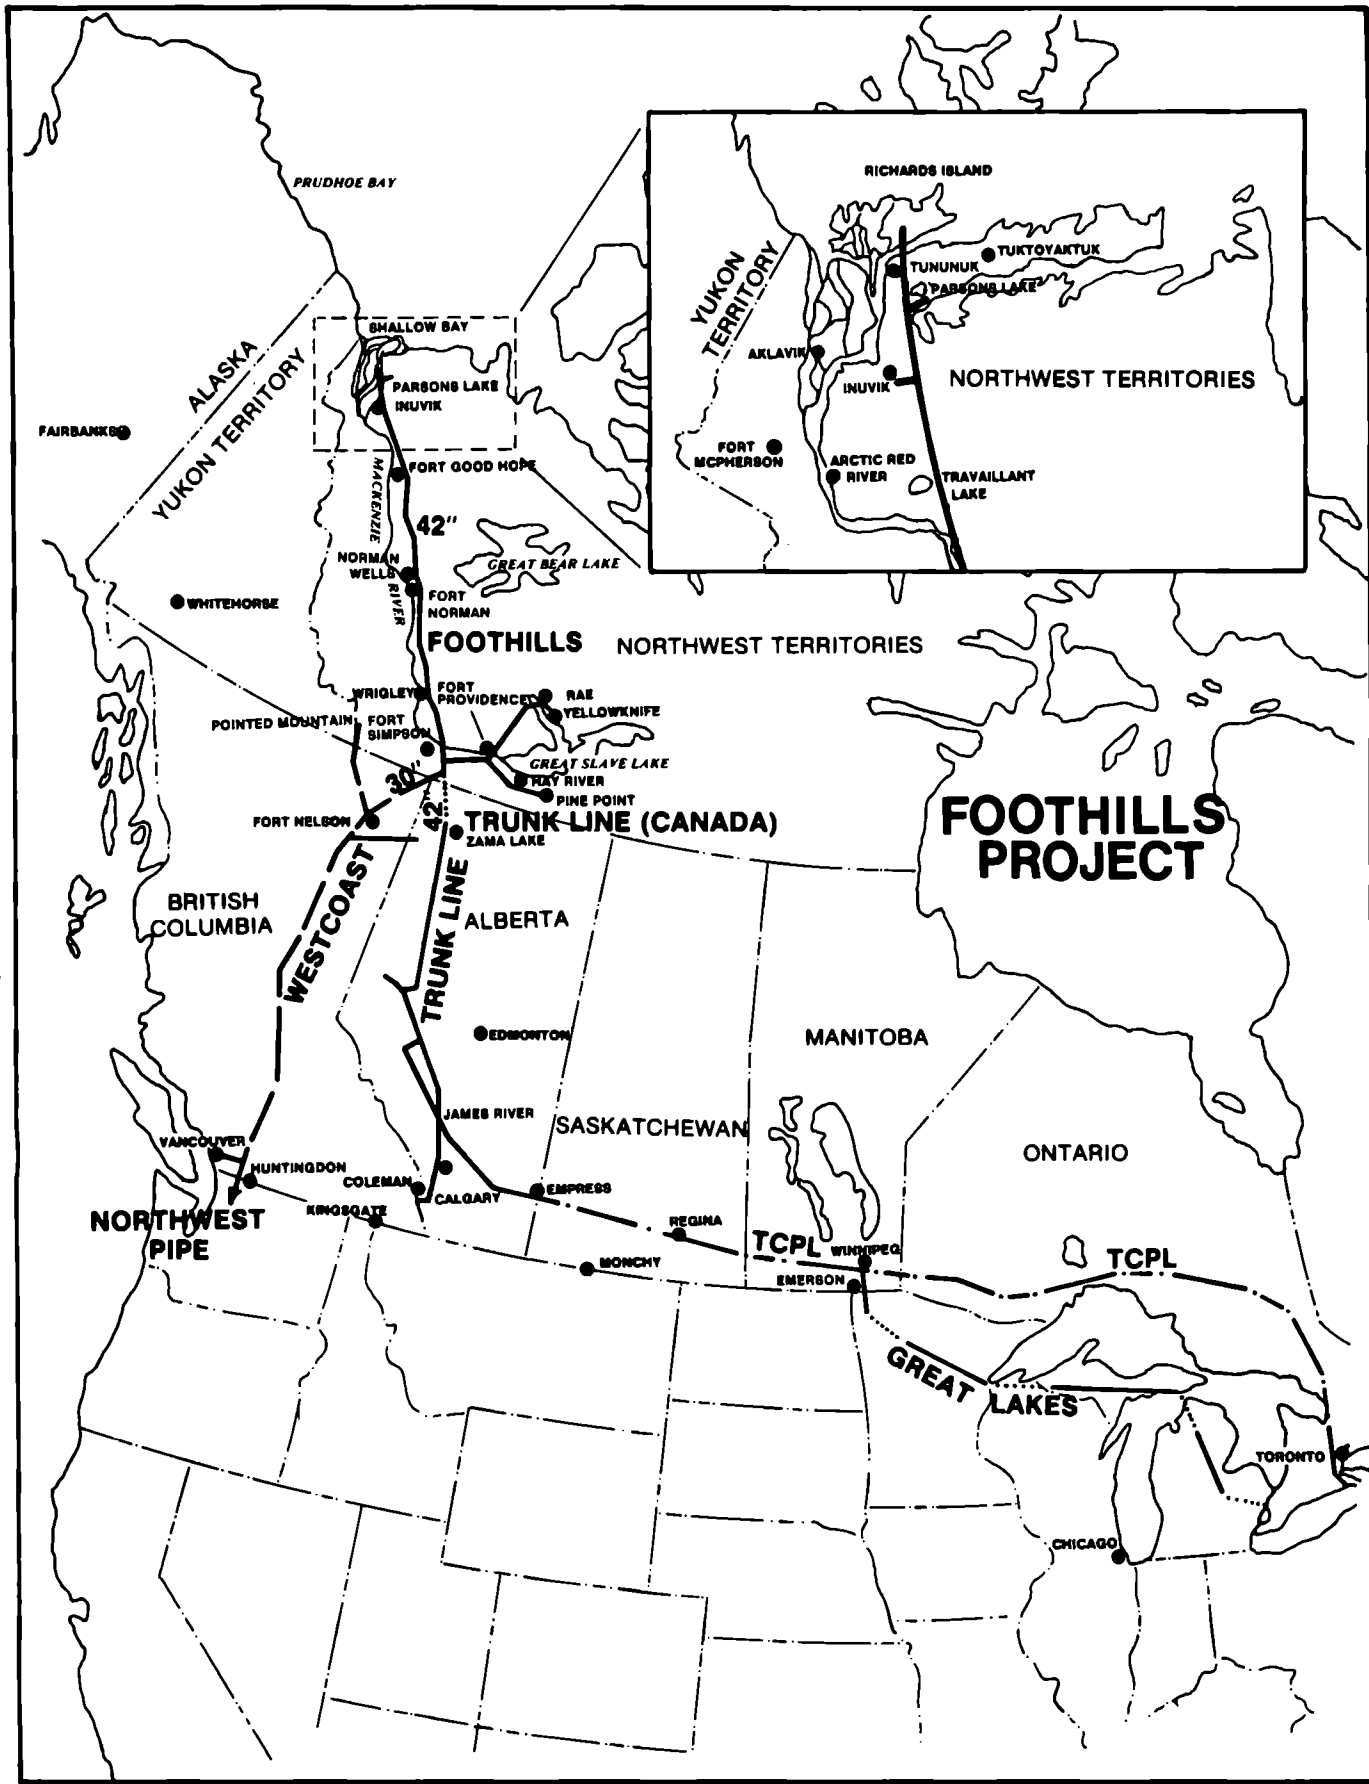 PRUDHOE BAY
RICHARDS ISLAND
TUKTOYAKTUK
TUNUNUK
PARSONS LAKE
YUKON
TERRITORY
AKLAVIK
INUVIK
NORTHWEST TERRITORIES
FORT
MCPHERSON
ARCTIC RED
RIVER
TRAVAILLANT
LAKE
SHALLOW BAY
ALASKA
YUKON TERRITORY
PARSONS LAKE
INUVIK
FAIRBANKS
FORT GOOD HOPE
MACKENZIE
RIVER
42"
NORMAN
WELLS
GREAT BEAR LAKE
WHITEHORSE
FORT
NORMAN
FOOTHILLS
NORTHWEST TERRITORIES
WRIGLEY
FORT
PROVIDENCE
RAE
YELLOWKNIFE
POINTED MOUNTAIN
FORT
SIMPSON
GREAT SLAVE LAKE
30"
HAY RIVER
PINE POINT
42"
FORT NELSON
TRUNK LINE (CANADA)
ZAMA LAKE
FOOTHILLS
PROJECT
BRITISH
COLUMBIA
WESTCOAST
TRUNK LINE
ALBERTA
EDMONTON
MANITOBA
JAMES RIVER
SASKATCHEWAN
ONTARIO
VANCOUVER
HUNTINGDON
COLEMAN
CALGARY
EMPRESS
KINGSGATE
NORTHWEST
PIPE
REGINA
TCPL
WINNIPEG
TCPL
MONCHY
EMERSON
GREAT
LAKES
TORONTO
CHICAGO